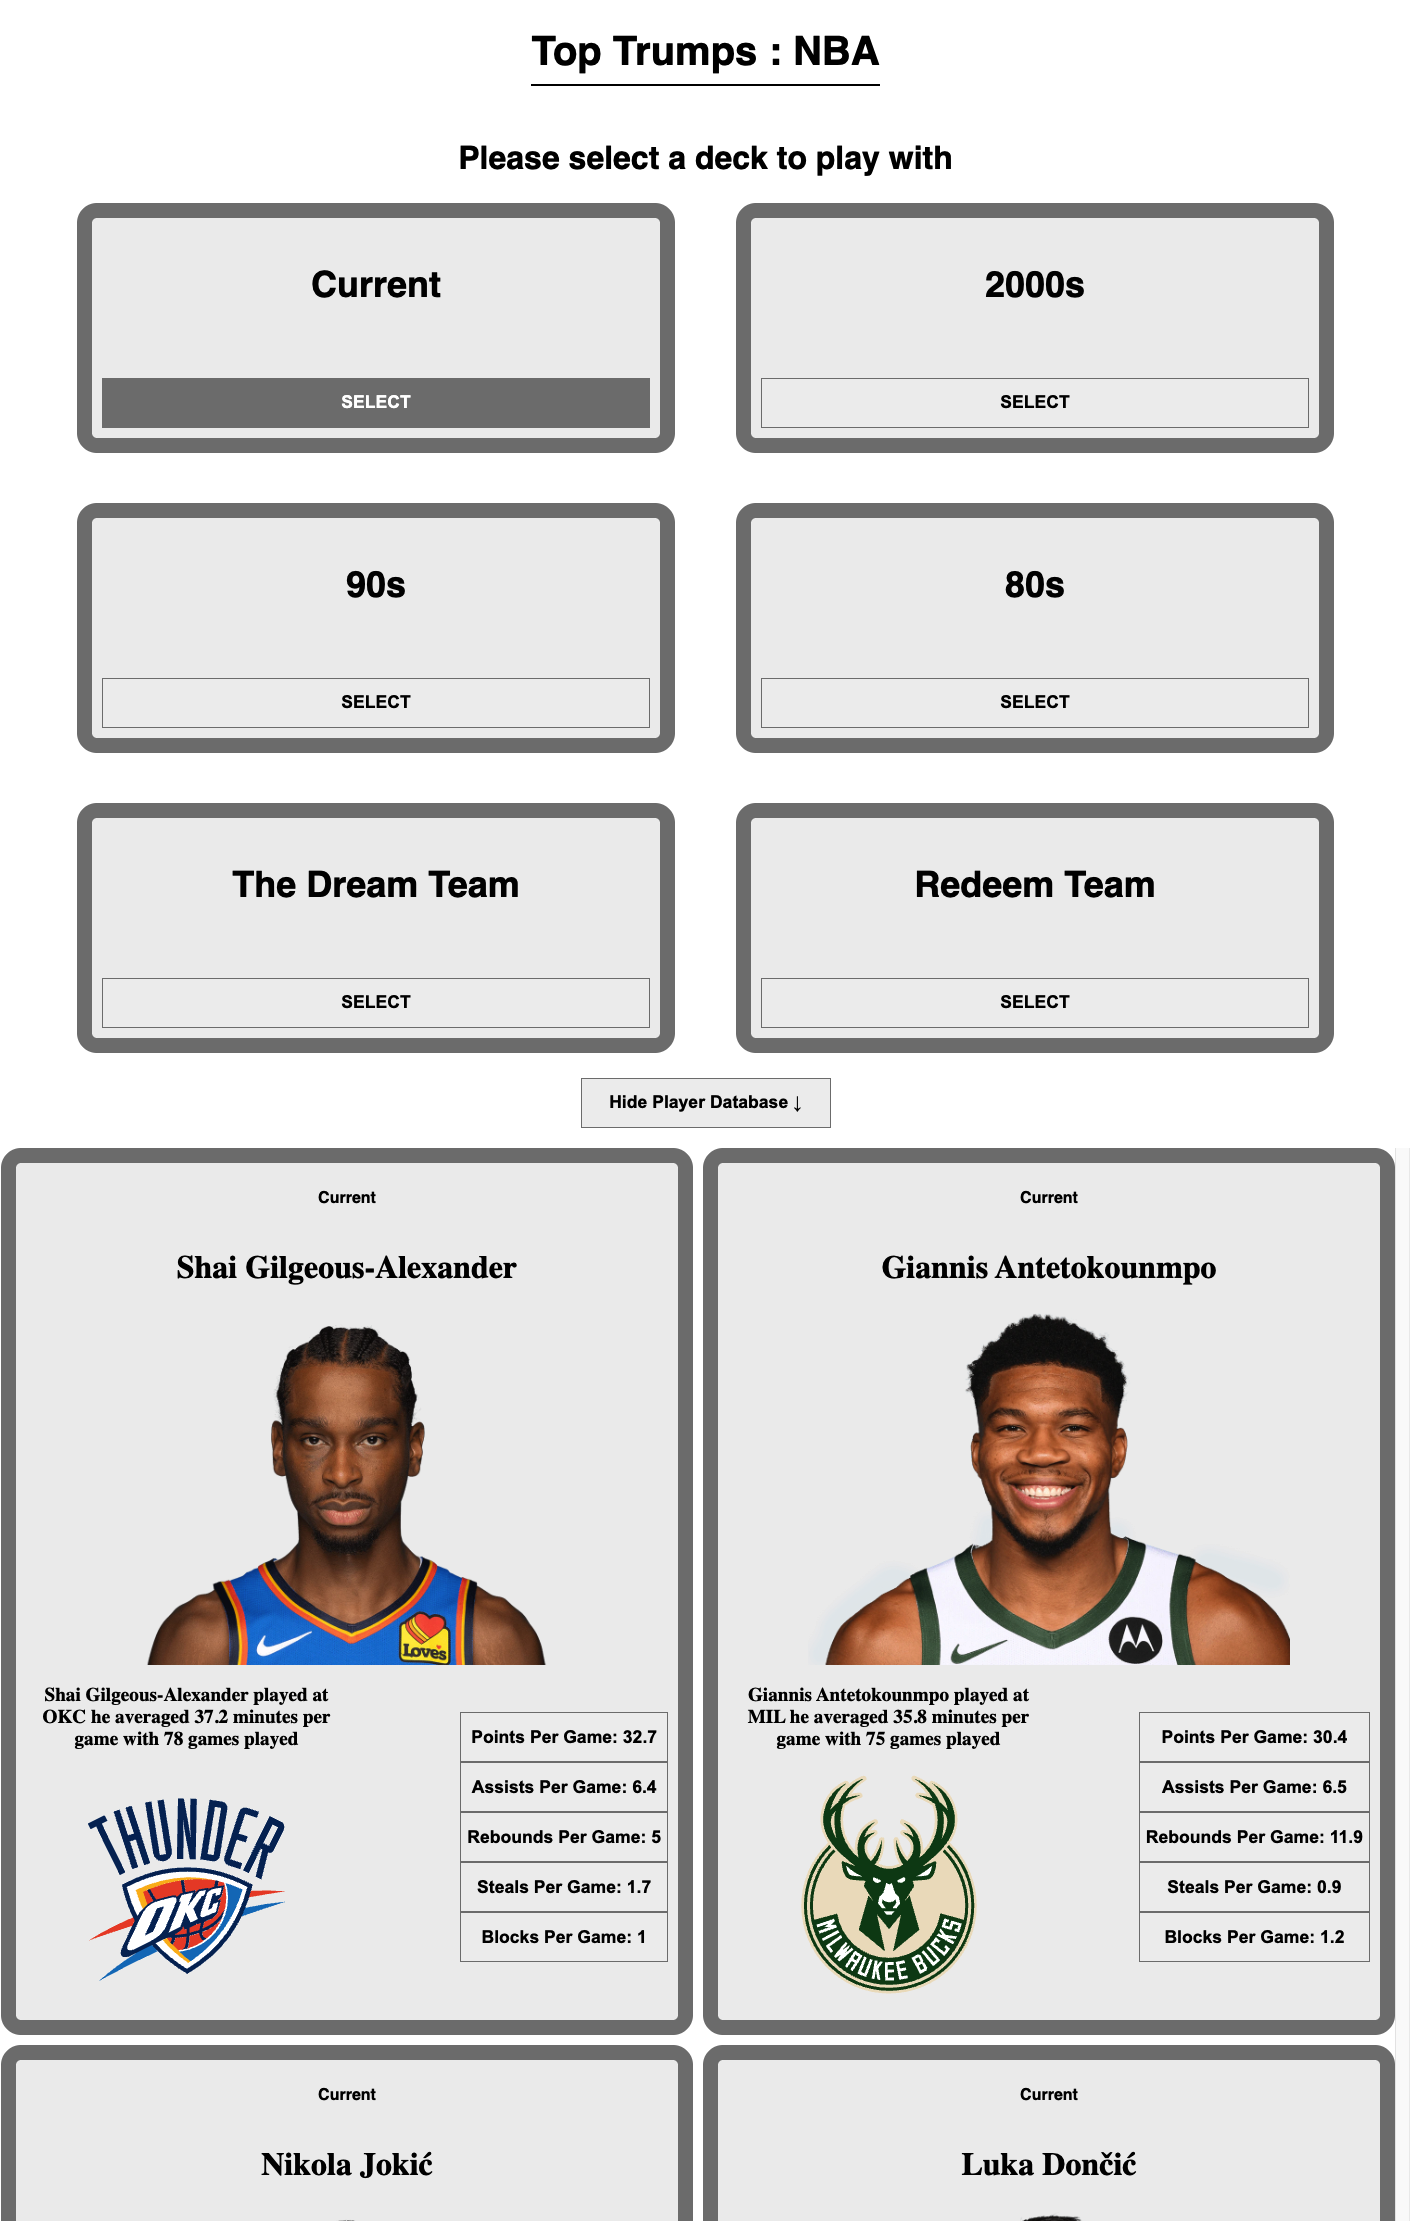 Top Trumps : NBA
Please select a deck to play with
Current
SELECT
2000s
SELECT
90s
SELECT
80s
SELECT
The Dream Team
SELECT
Redeem Team
SELECT
Hide Player Database ↓
Current
Shai Gilgeous-Alexander
Loves
Shai Gilgeous-Alexander played at
OKC he averaged 37.2 minutes per
game with 78 games played
THUNDER
OKC
Points Per Game: 32.7
Assists Per Game: 6.4
Rebounds Per Game: 5
Steals Per Game: 1.7
Blocks Per Game: 1
Current
Giannis Antetokounmpo
Giannis Antetokounmpo played at
MIL he averaged 35.8 minutes per
game with 75 games played
MILWAUKEE BUCKS
Points Per Game: 30.4
Assists Per Game: 6.5
Rebounds Per Game: 11.9
Steals Per Game: 0.9
Blocks Per Game: 1.2
Current
Nikola Jokić
Current
Luka Dončić